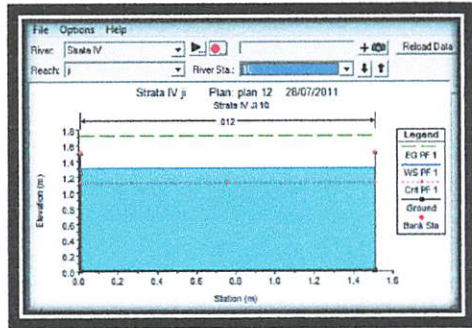 File Options Help
River: Strata IV
Reload Data
Reach: ji River Sta.: 10
Strata IV ji Plan: plan 12 28/07/2011
Strata IV Ji 10
.012
Legend
EG PF 1
WS PF 1
Crit PF 1
Ground
Bank Sta
Elevation (m)
1.8
1.6
1.4
1.2
1.0
0.8
0.6
0.4
0.2
0.0
0.0 0.2 0.4 0.6 0.8 1.0 1.2 1.4 1.6
Station (m)